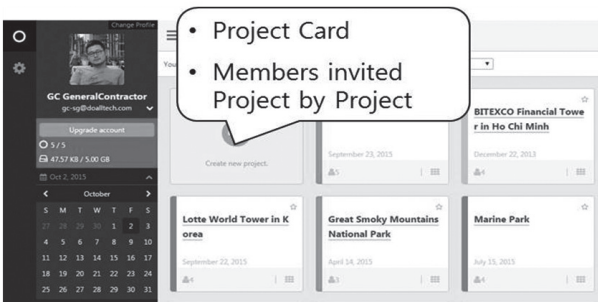 Change Profile
GC GeneralContractor
gc-sg@doalltech.com
Upgrade account
5 / 5
47.57 KB / 5.00 GB
Oct 2, 2015
< October >
S M T W T F S
27 28 29 30 1 2 3
4 5 6 7 8 9 10
11 12 13 14 15 16 17
18 19 20 21 22 23 24
25 26 27 28 29 30 31
• Project Card
• Members invited
Project by Project
You
Create new project.
September 23, 2015
5
BITEXCO Financial Towe
r in Ho Chi Minh
December 22, 2013
4
Lotte World Tower in K
orea
September 22, 2015
4
Great Smoky Mountains
National Park
April 14, 2015
3
Marine Park
July 15, 2015
4